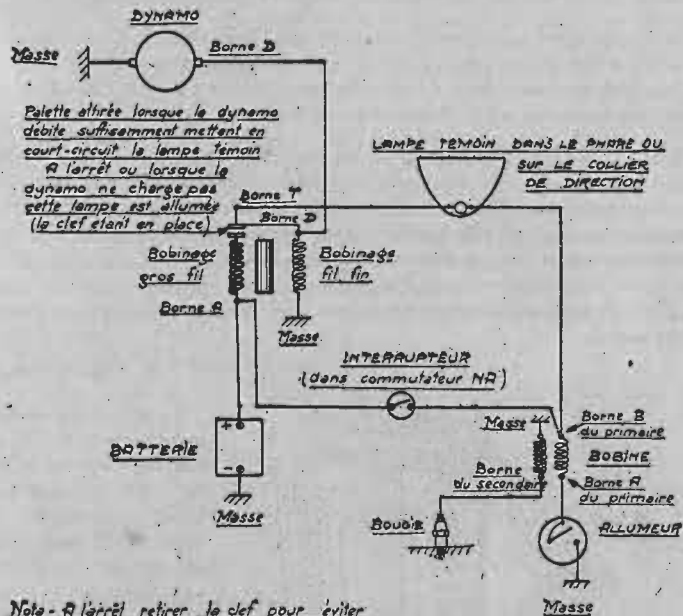 DYNAMO
Masse
Borne D
Palette attirée lorsque la dynamo
débite suffisamment mettant en
court-circuit la lampe témoin
A l'arrêt ou lorsque la
dynamo ne charge pas
cette lampe est allumée
(la clef étant en place)
LAMPE TEMOIN DANS LE PHARE OU
SUR LE COLLIER
DE DIRECTION
Borne T
Borne D
Bobinage
gros fil
Bobinage
fil fin
Borne B
Masse
INTERRUPTEUR
(dans commutateur NA)
BATTERIE
+
-
Masse
Masse
Borne B
du primaire
BOBINE
Borne
du secondaire
Borne A
du primaire
BOUGIE
ALLUMEUR
Masse
Nota - A l'arrêt retirer la clef pour éviter